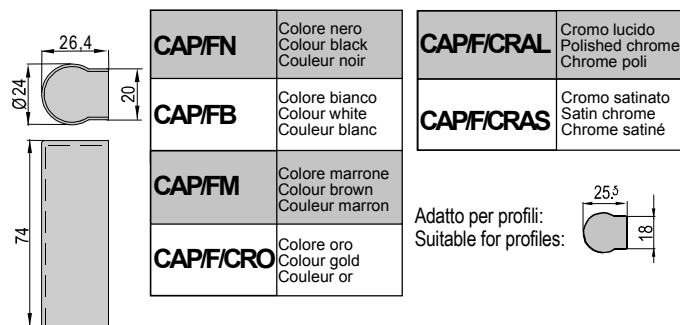 26,4
Ø24
20
74
CAP/FN
Colore nero
Colour black
Couleur noir
CAP/FB
Colore bianco
Colour white
Couleur blanc
CAP/FM
Colore marrone
Colour brown
Couleur marron
CAP/F/CRO
Colore oro
Colour gold
Couleur or
CAP/F/CRAL
Cromo lucido
Polished chrome
Chrome poli
CAP/F/CRAS
Cromo satinato
Satin chrome
Chrome satiné
Adatto per profili:
Suitable for profiles:
25,5
18